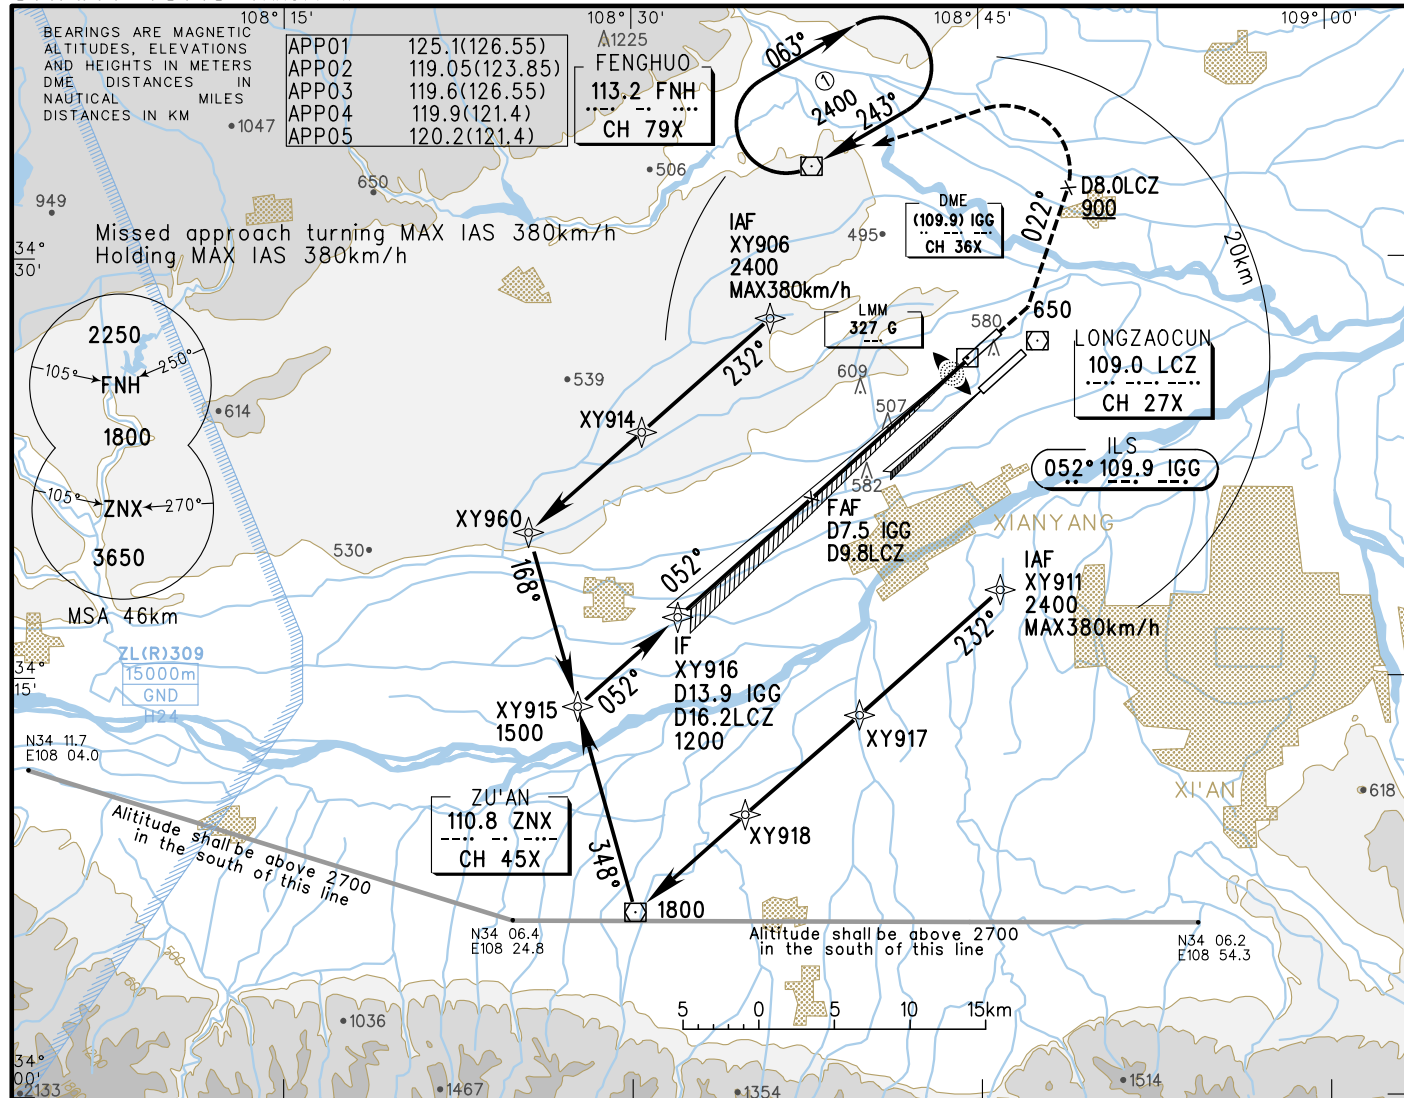 108°15'
108°30'
108°45'
109°00'
BEARINGS ARE MAGNETIC
ALTITUDES, ELEVATIONS
AND HEIGHTS IN METERS
DME DISTANCES IN
NAUTICAL MILES
DISTANCES IN KM
APP01 125.1(126.55)
APP02 119.05(123.85)
APP03 119.6(126.55)
APP04 119.9(121.4)
APP05 120.2(121.4)
1225
FENGHUO
113.2 FNH
CH 79X
063°
1
2400
243°
1047
506
650
949
D8.0LCZ
900
022°
DME
(109.9) IGG
CH 36X
495
20km
Missed approach turning MAX IAS 380km/h
Holding MAX IAS 380km/h
34°
30'
IAF
XY906
2400
MAX380km/h
232°
LMM
327 G
650
580
LONGZAOCUN
109.0 LCZ
CH 27X
2250
105°
250°
FNH
1800
105°
270°
ZNX
3650
MSA 46km
539
609
614
507
XY914
582
ILS
052° 109.9 IGG
XY960
FAF
D7.5 IGG
D9.8LCZ
XIANYANG
530
168°
052°
IAF
XY911
2400
MAX380km/h
232°
ZL(R)309
15000m
GND
H24
34°
15'
IF
XY916
D13.9 IGG
D16.2LCZ
1200
052°
XY915
1500
XY917
N34 11.7
E108 04.0
XI'AN
618
ZU'AN
110.8 ZNX
CH 45X
Alititude shall be above 2700
in the south of this line
XY918
348°
1800
N34 06.4
E108 24.8
Alititude shall be above 2700
in the south of this line
N34 06.2
E108 54.3
5 0 5 10 15km
1036
34°
00'
2133
1467
1354
1514